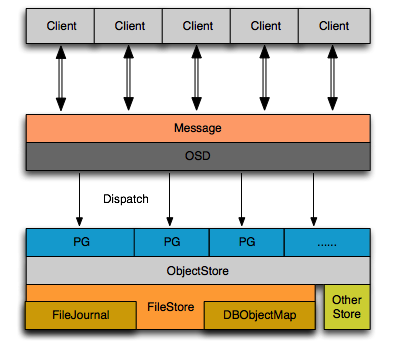 Client Client Client Client Client
Message
OSD
Dispatch
PG PG PG ......
ObjectStore
FileStore
FileJournal DBObjectMap
Other
Store